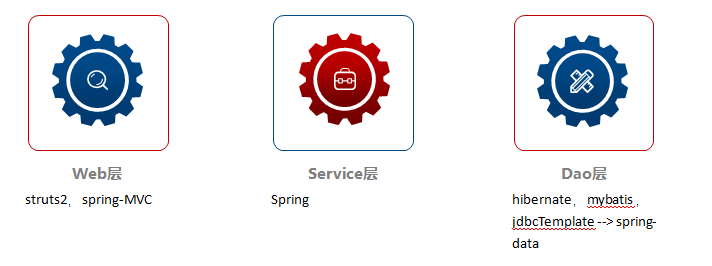 Web层
struts2，spring-MVC
Service层
Spring
Dao层
hibernate，mybatis，
jdbcTemplate --> spring-
data